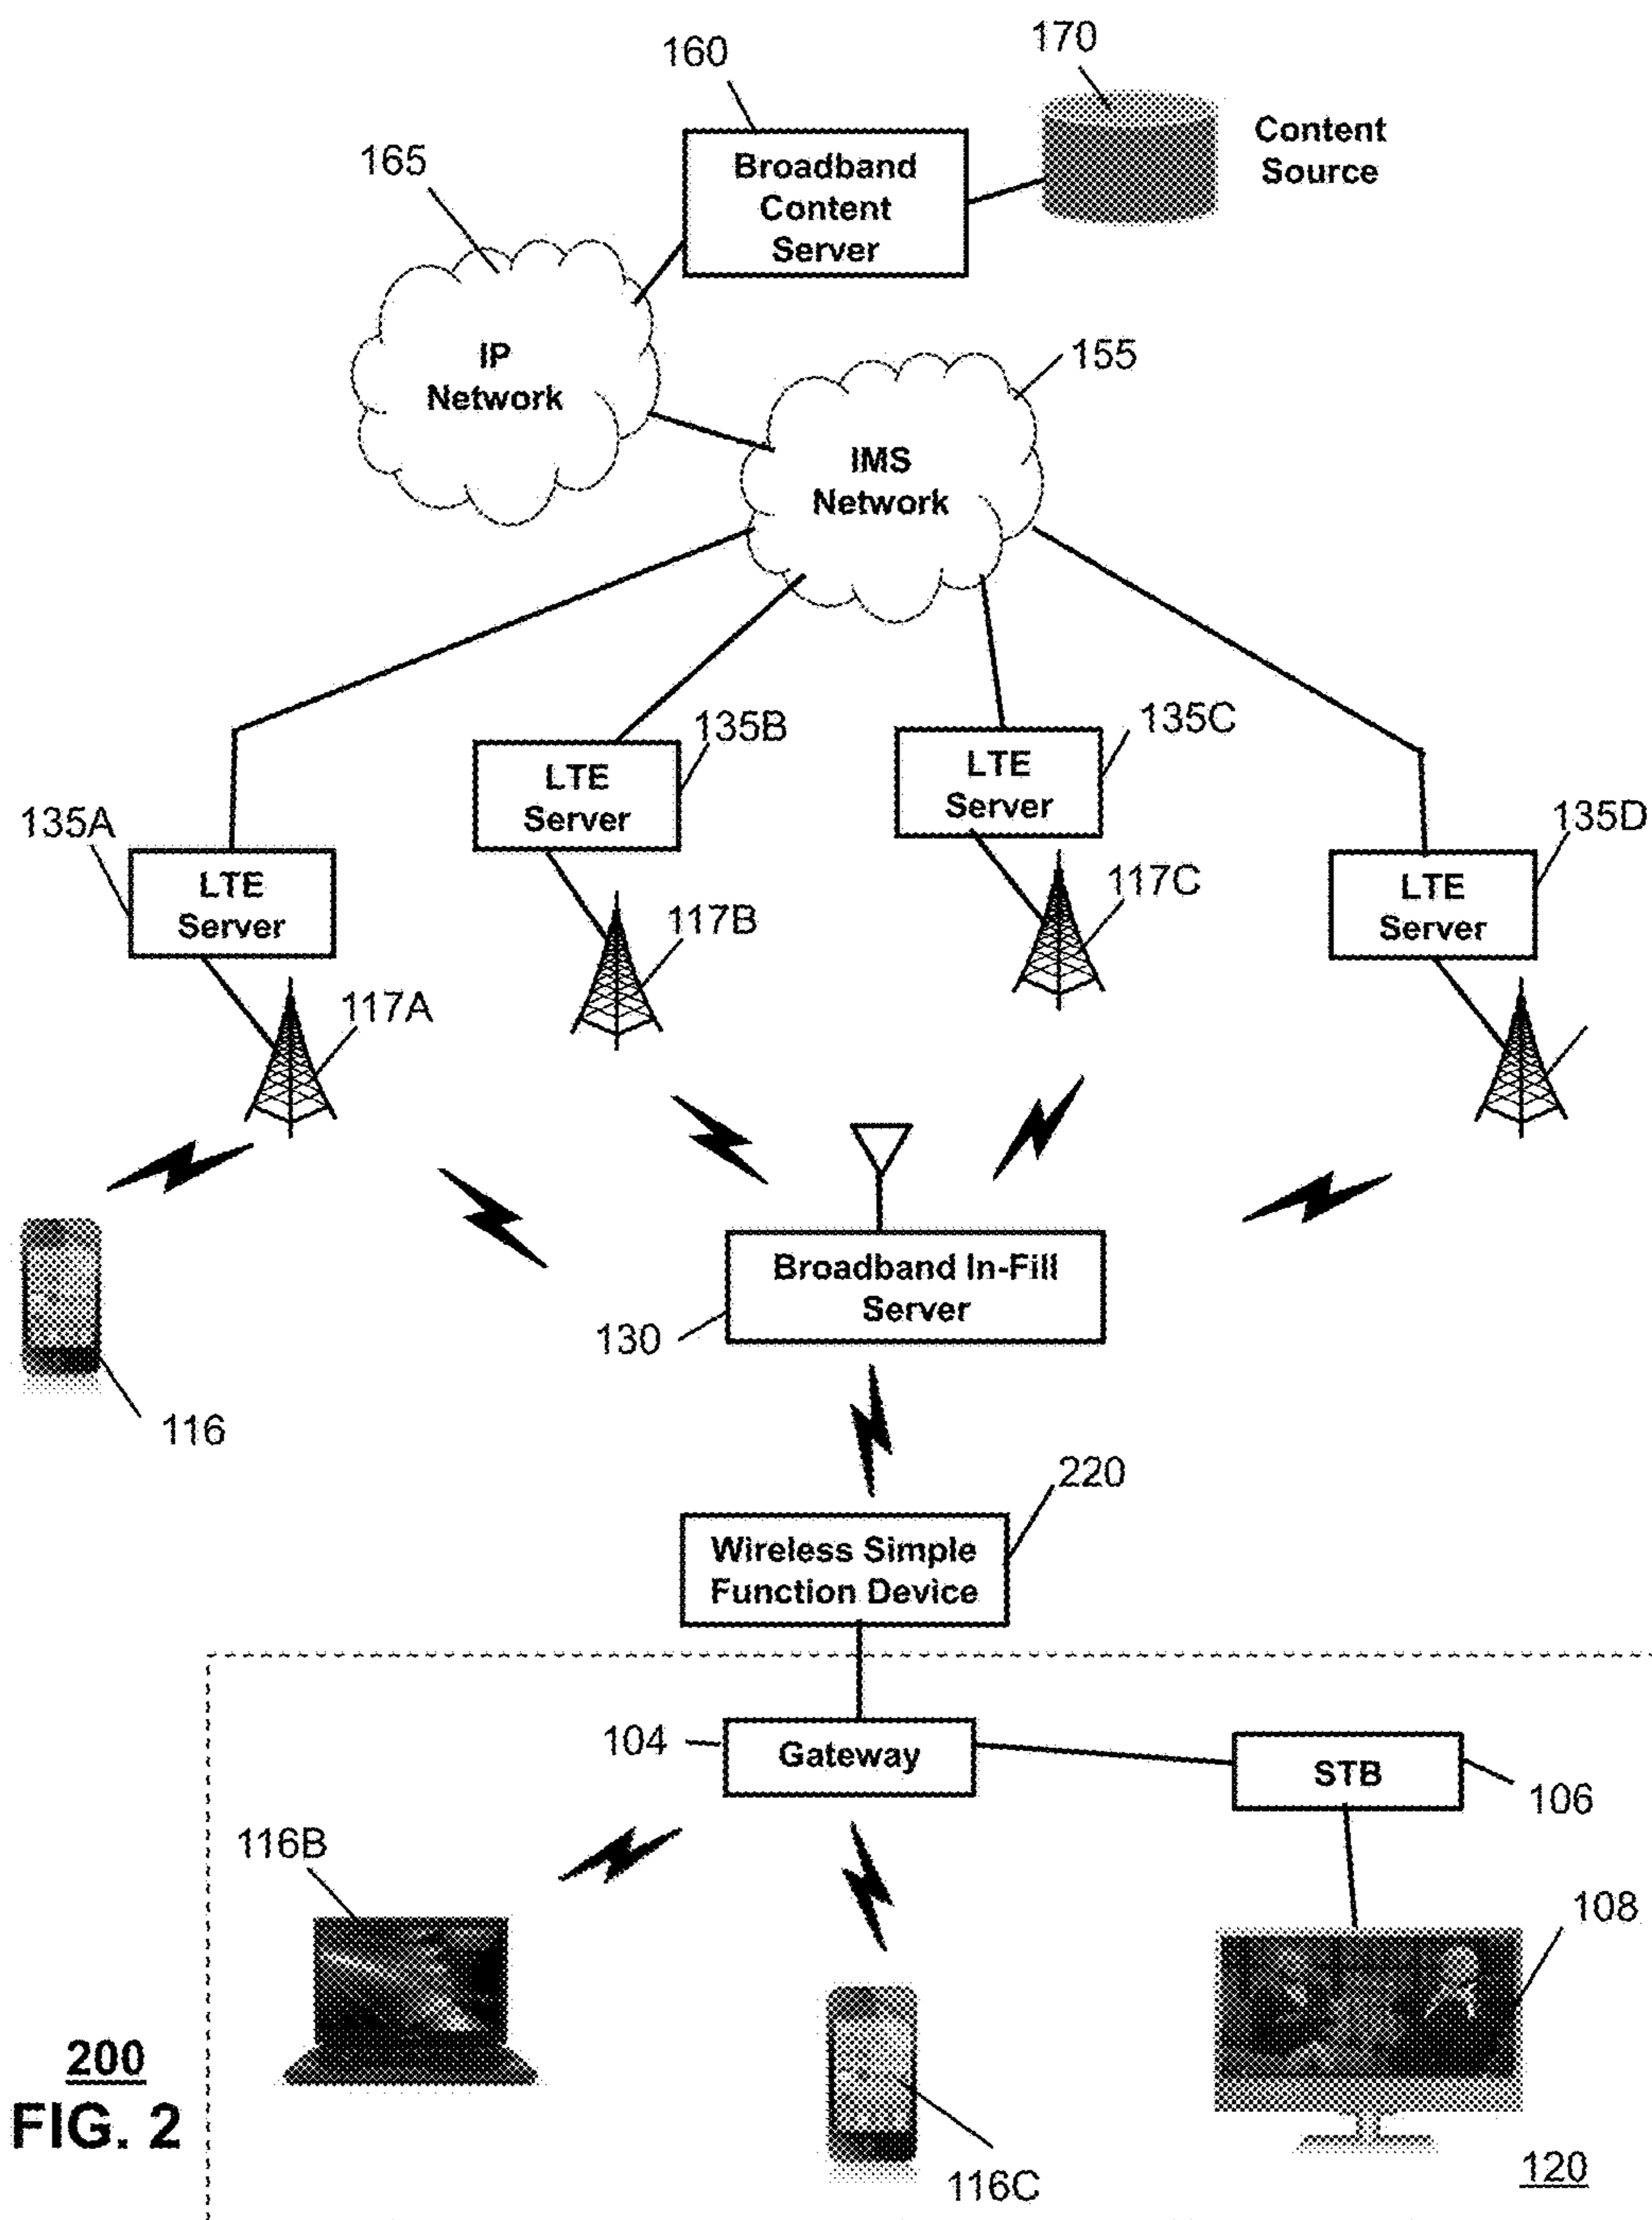 160
170
Content
Source
165
Broadband
Content
Server
IP
Network
155
IMS
Network
135B
135C
LTE
Server
LTE
Server
135A
135D
LTE
Server
LTE
Server
117B
117C
117A
Broadband In-Fill
Server
130
116
220
Wireless Simple
Function Device
104
Gateway
STB
106
116B
108
200
FIG. 2
116C
120